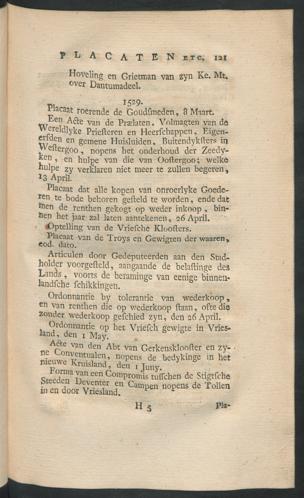 PLACATEN ETC. 121
Hoveling en Grietman van zyn Ke. Mt.
over Dantumadeel.
1529.
Placaat roerende de Goudsmeden, 8 Maart.
Een Acte van de Prælaten, Volmagten van de
Wereldlyke Priesteren en Heerschappen, Eigen-
erfden en gemene Huisluiden, Buitendyksters in
Westergoo, nopens het onderhoud der Zeedy-
ken, en hulpe die van Oostergoo; welke
hulpe zy verklaren niet meer te zullen begeren,
13 April.
Placaat dat alle kopen van onroerlyke Goede-
ren te bode behoren gesteld te worden, ende dat
men de renthen gekogt op weder inkoop, bin-
nen het jaar zal laten aantekenen, 26 April.
Optelling van de Vriesche Kloosters.
Placaat van de Troys en Gewigten der waaren,
eod. dato.
Articulen door Gedeputeerden aan den Stad-
holder voorgesteld, aangaande de belastinge des
Lands, voorts de beraminge van eenige binnen-
landsche schikkingen.
Ordonnantie by tolerantie van wederkoop,
en van renthen die op wederkoop staan, ofte die
zonder wederkoop geschied zyn, den 26 April.
Ordonnantie op het Vriesch gewigte in Vries-
land, den 1 May.
Acte van den Abt van Gerkensklooster en zy-
ne Conventualen, nopens de bedykinge in het
nieuwe Kruisland, den 1 Juny.
Forma van een Compromis tusschen de Stigtsche
Steeden Deventer en Campen nopens de Tollen
in en door Vriesland.
H 5 Pla-